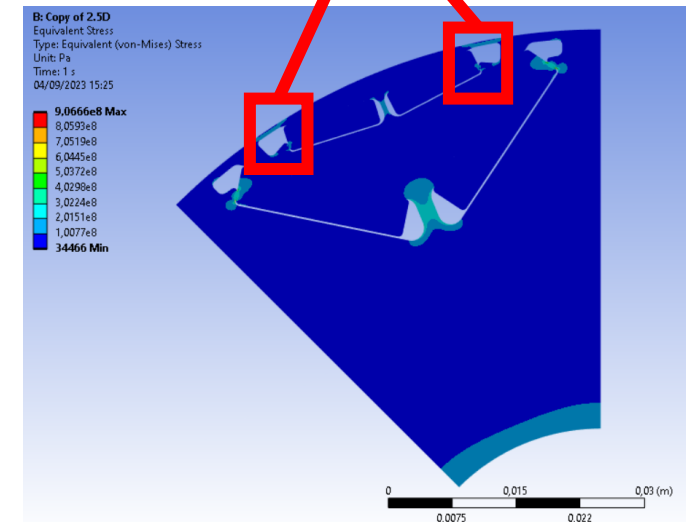 B: Copy of 2.5D
Equivalent Stress
Type: Equivalent (von-Mises) Stress
Unit: Pa
Time: 1 s
04/09/2023 15:25
9,0666e8 Max
8,0593e8
7,0519e8
6,0445e8
5,0372e8
4,0298e8
3,0224e8
2,0151e8
1,0077e8
34466 Min
0 0,015 0,03 (m)
0.0075 0.022